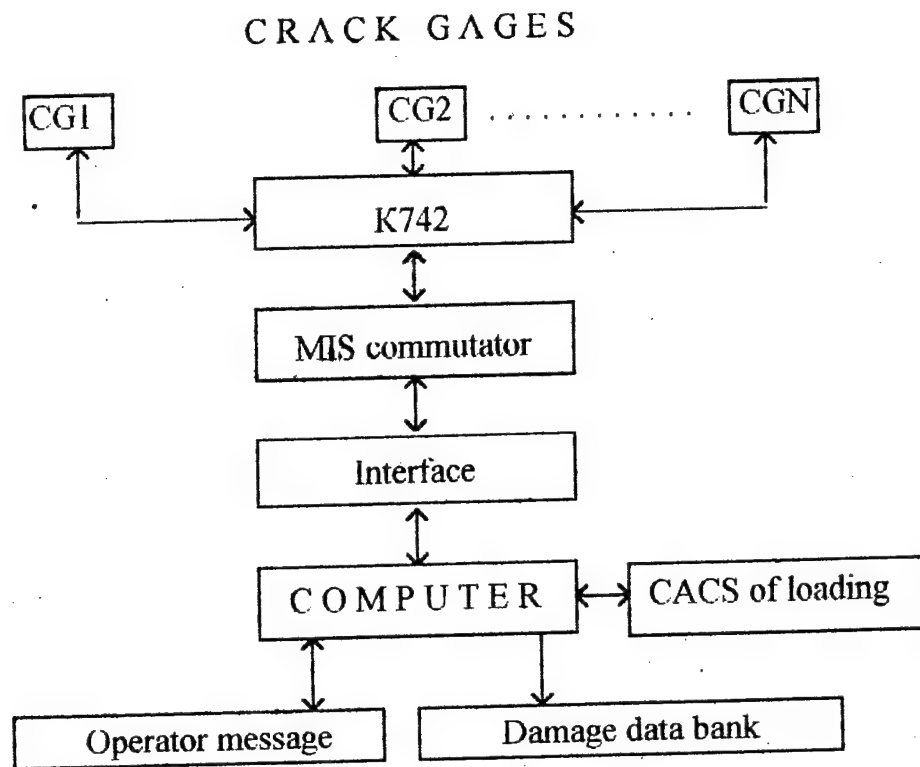 CRACK GAGES
CG1
CG2 ............
CGN
K742
MIS commutator
Interface
COMPUTER
CACS of loading
Operator message
Damage data bank